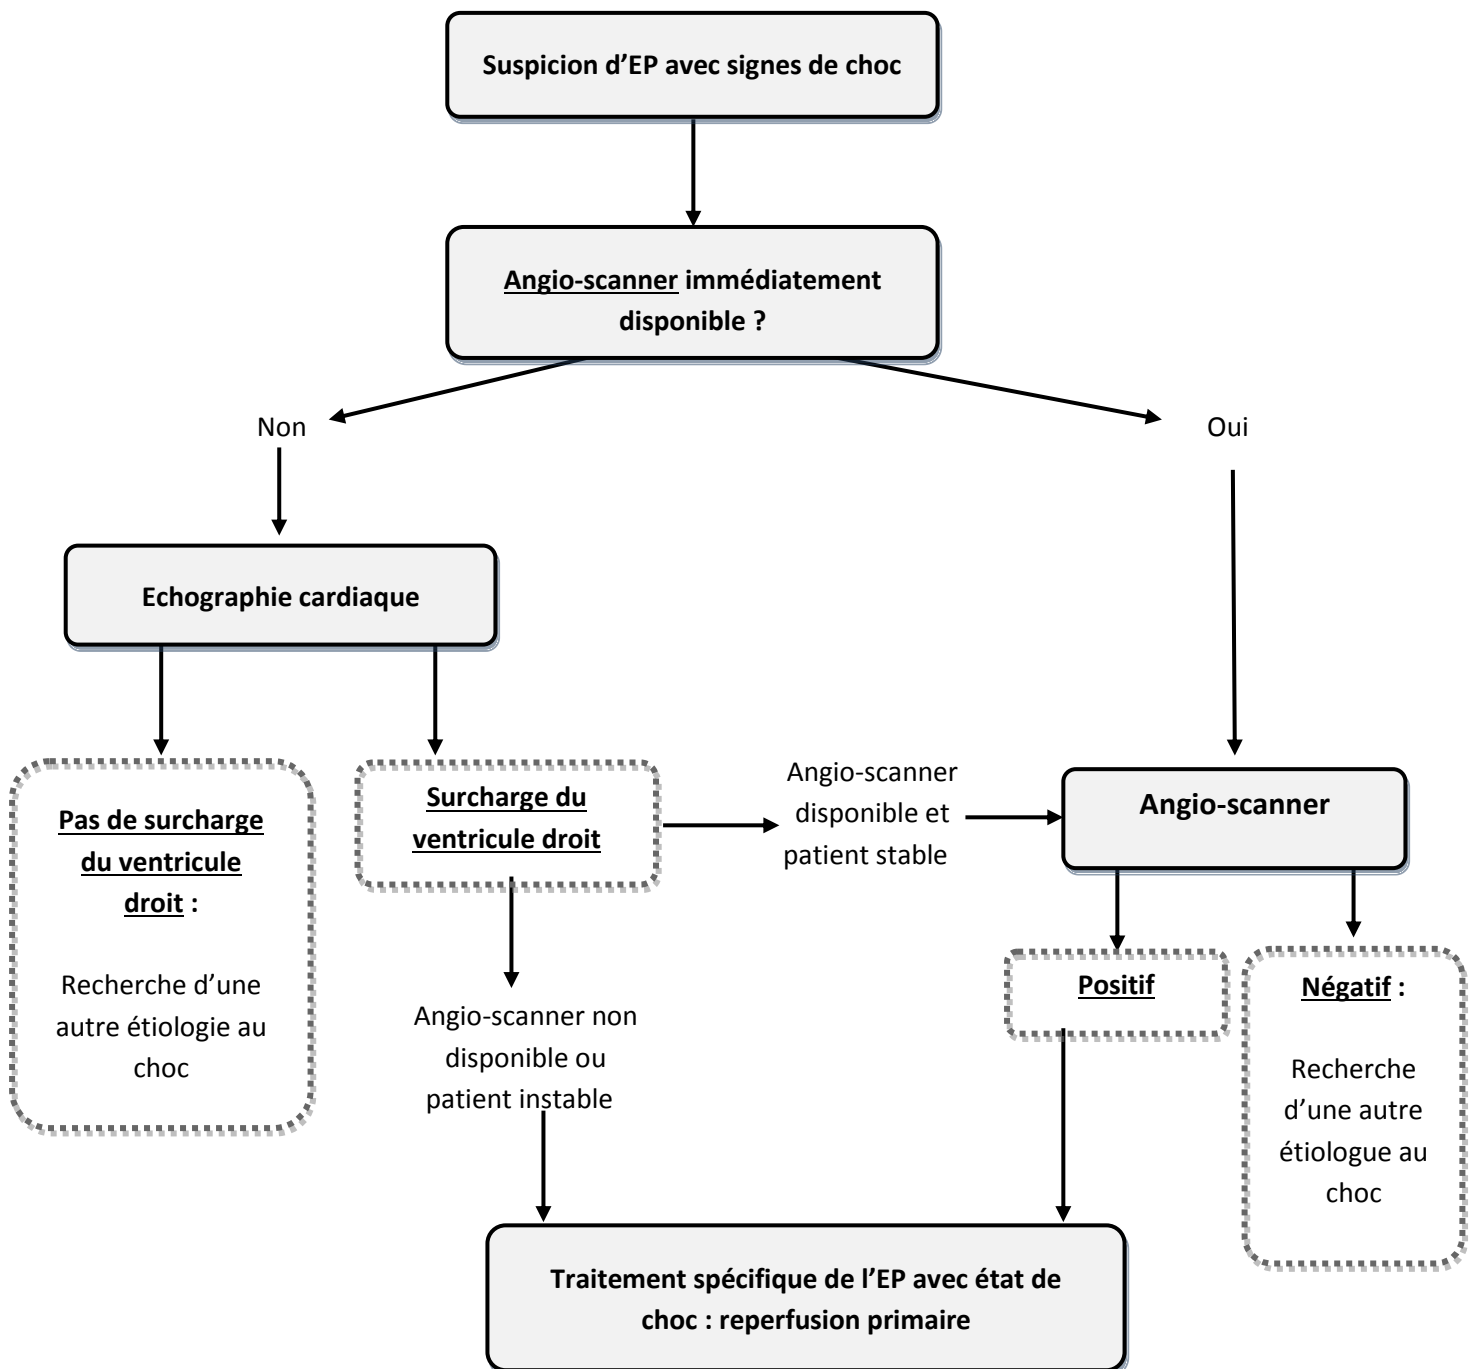 Suspicion d’EP avec signes de choc
Angio-scanner immédiatement
disponible ?
Non
Oui
Echographie cardiaque
Pas de surcharge
du ventricule
droit :
Recherche d’une
autre étiologie au
choc
Surcharge du
ventricule droit
Angio-scanner
disponible et
patient stable
Angio-scanner
Angio-scanner non
disponible ou
patient instable
Positif
Négatif :
Recherche
d’une autre
étiologue au
choc
Traitement spécifique de l’EP avec état de
choc : reperfusion primaire